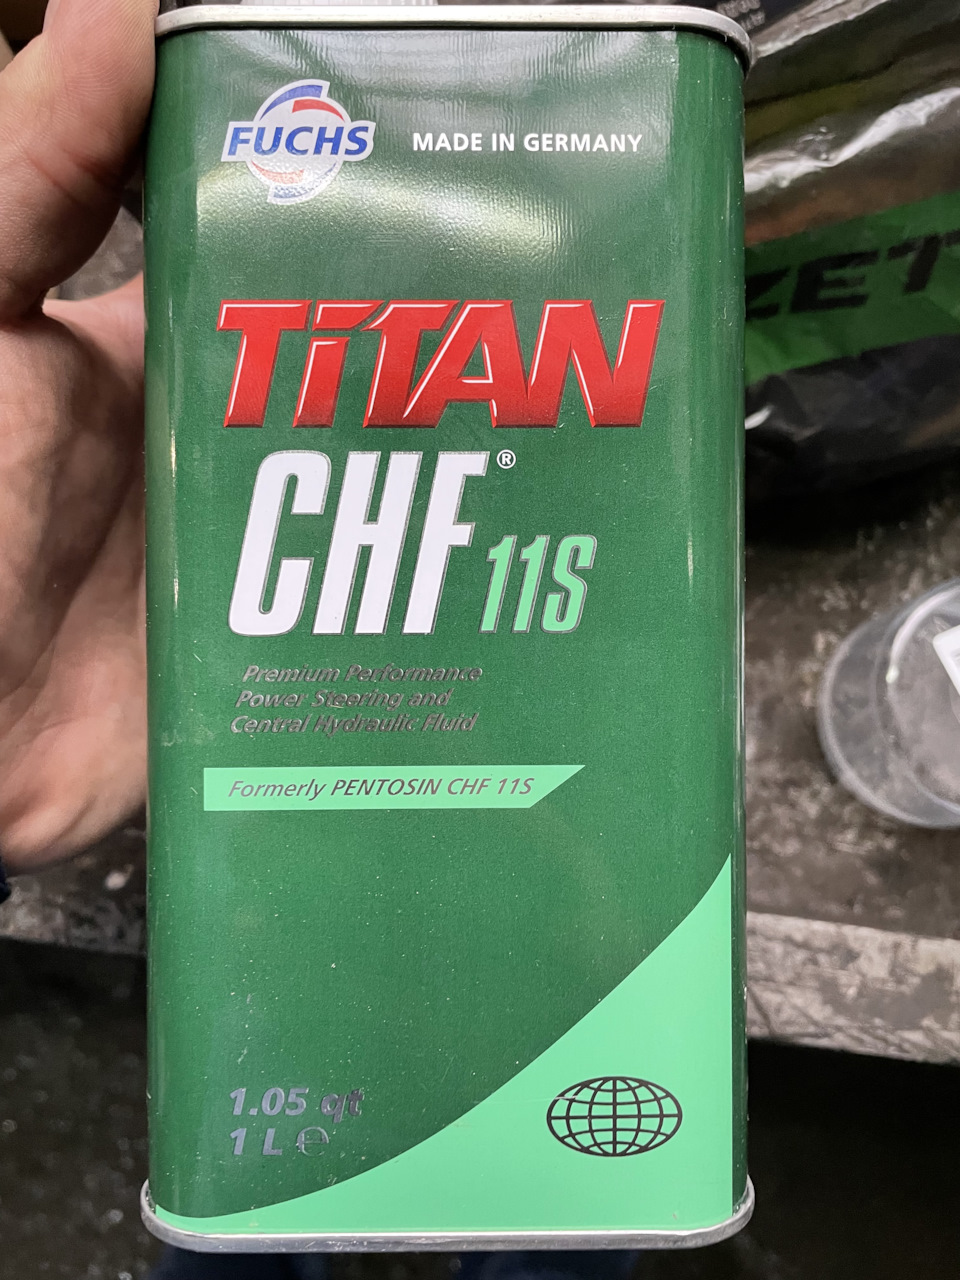 FUCHS
MADE IN GERMANY
TiTAN
CHF® 11S
Premium Performance
Power Steering and
Central Hydraulic Fluid
Formerly PENTOSIN CHF 11S
1.05 qt
1 L ℮
ZET